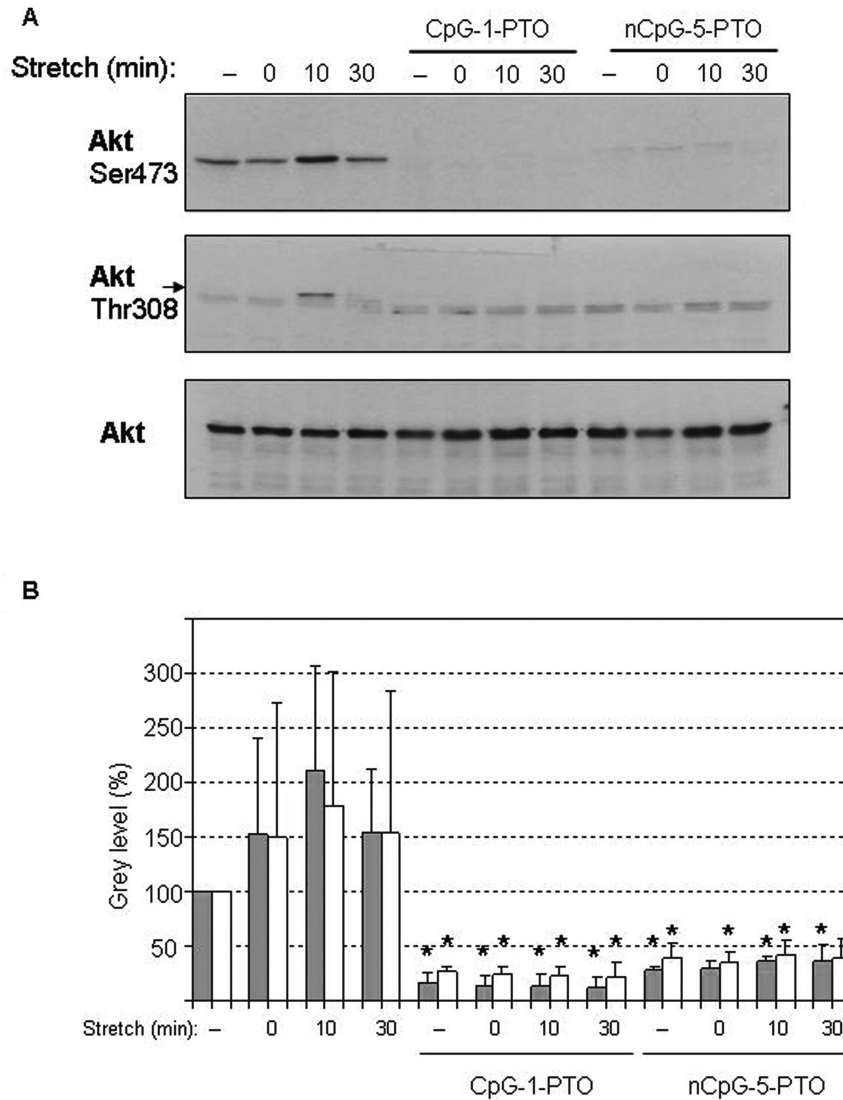 A
CpG-1-PTO nCpG-5-PTO
Stretch (min): – 0 10 30 – 0 10 30 – 0 10 30
Akt
Ser473
Akt
Thr308
Akt
B
300
250
200
150
100
50
Grey level (%)
* * * * * * * * * * * * * *
Stretch (min): – 0 10 30 – 0 10 30 – 0 10 30
CpG-1-PTO nCpG-5-PTO